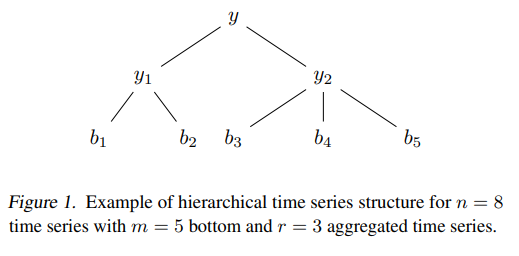 y
y₁ y₂
b₁ b₂ b₃ b₄ b₅
Figure 1. Example of hierarchical time series structure for n = 8
time series with m = 5 bottom and r = 3 aggregated time series.